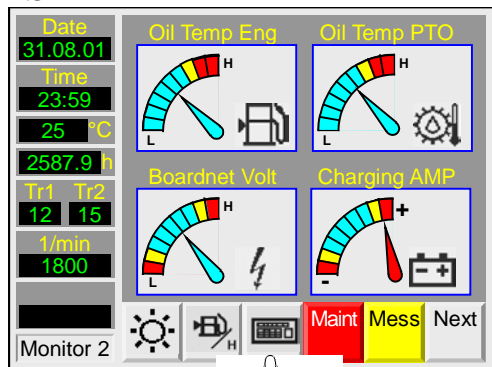 Date
31.08.01
Time
23:59
25 °C
2587.9 h
Tr1 Tr2
12 15
1/min
1800
Monitor 2
Oil Temp Eng
H
L
Oil Temp PTO
H
L
Boardnet Volt
H
L
Charging AMP
+
-
- +
H
Maint
Mess
Next